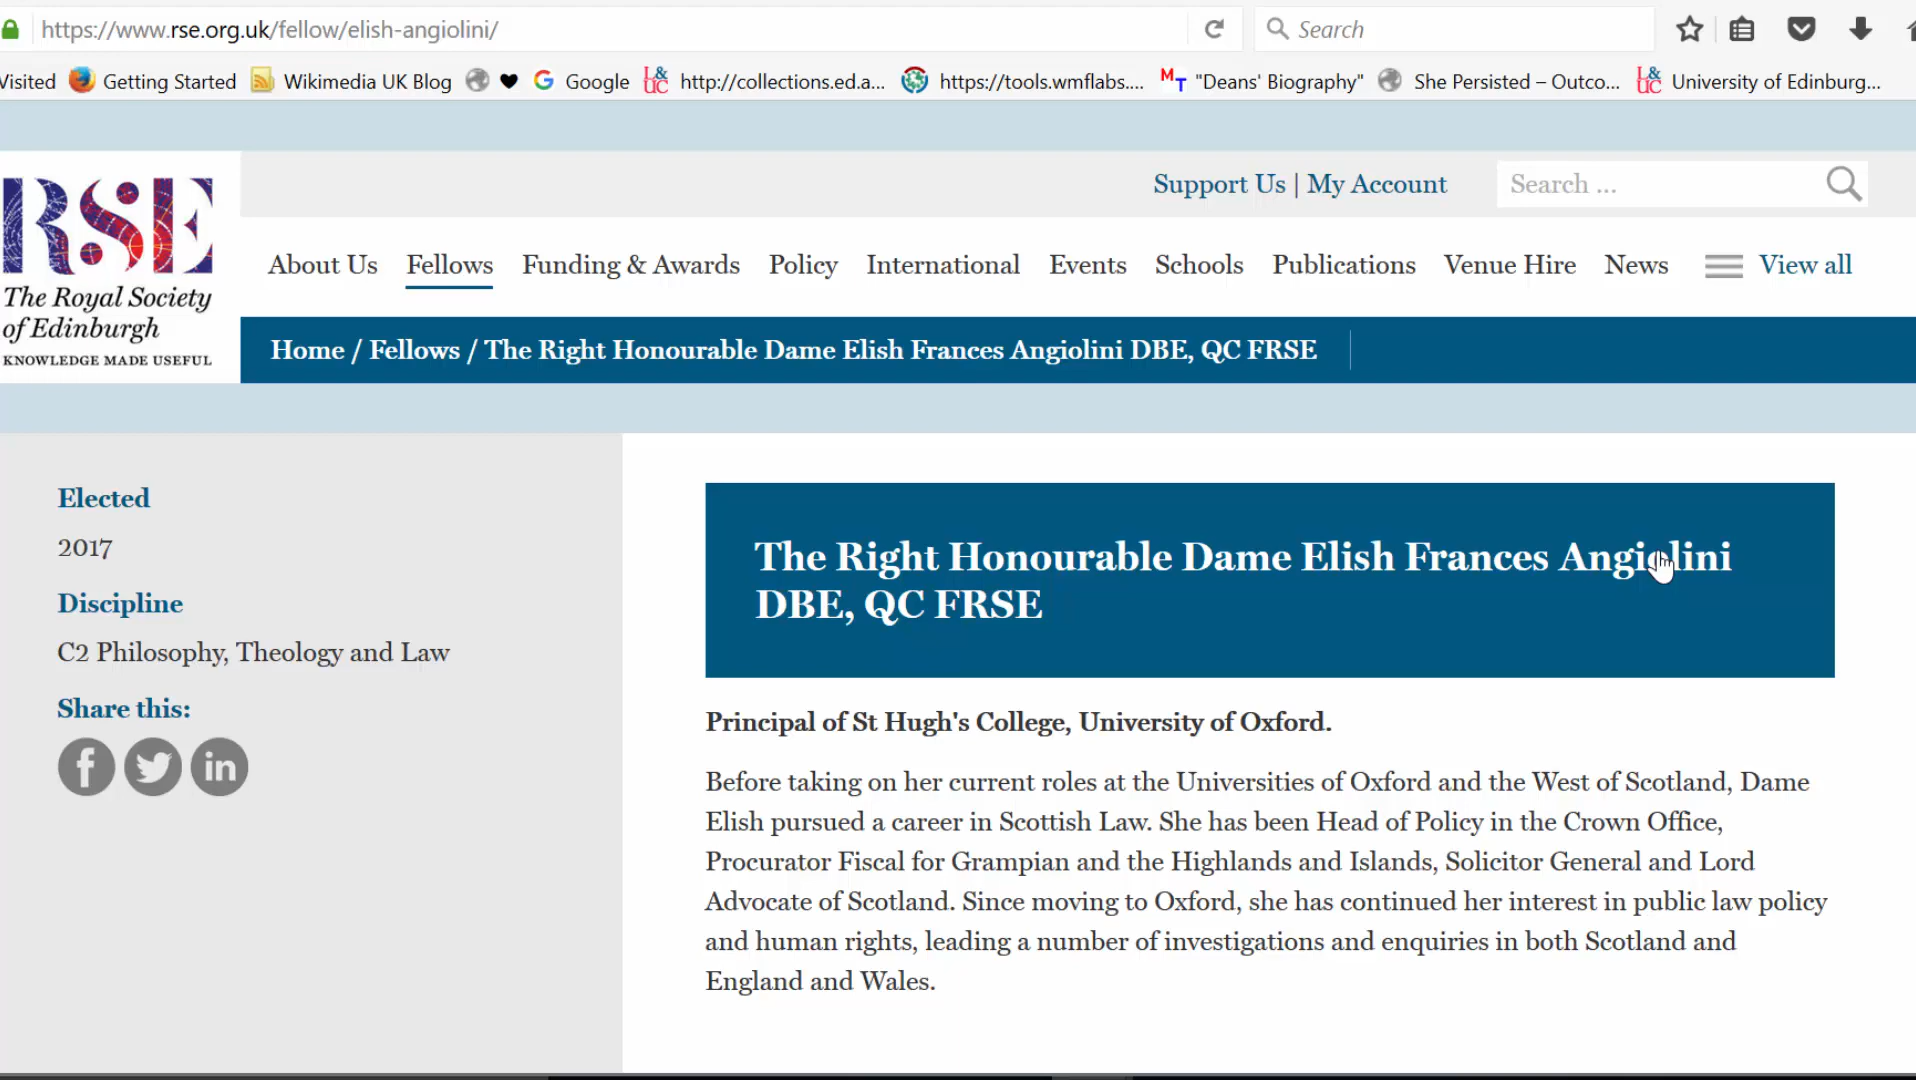 https://www.rse.org.uk/fellow/elish-angiolini/
Search
Visited
Getting Started
Wikimedia UK Blog
Google
http://collections.ed.a...
https://tools.wmflabs....
"Deans' Biography"
She Persisted – Outco...
University of Edinburg...
Support Us | My Account
Search ...
RSE
The Royal Society
of Edinburgh
KNOWLEDGE MADE USEFUL
About Us Fellows Funding & Awards Policy International Events Schools Publications Venue Hire News View all
Home / Fellows / The Right Honourable Dame Elish Frances Angiolini DBE, QC FRSE
Elected
2017
Discipline
C2 Philosophy, Theology and Law
Share this:
The Right Honourable Dame Elish Frances Angiolini
DBE, QC FRSE
Principal of St Hugh's College, University of Oxford.
Before taking on her current roles at the Universities of Oxford and the West of Scotland, Dame
Elish pursued a career in Scottish Law. She has been Head of Policy in the Crown Office,
Procurator Fiscal for Grampian and the Highlands and Islands, Solicitor General and Lord
Advocate of Scotland. Since moving to Oxford, she has continued her interest in public law policy
and human rights, leading a number of investigations and enquiries in both Scotland and
England and Wales.